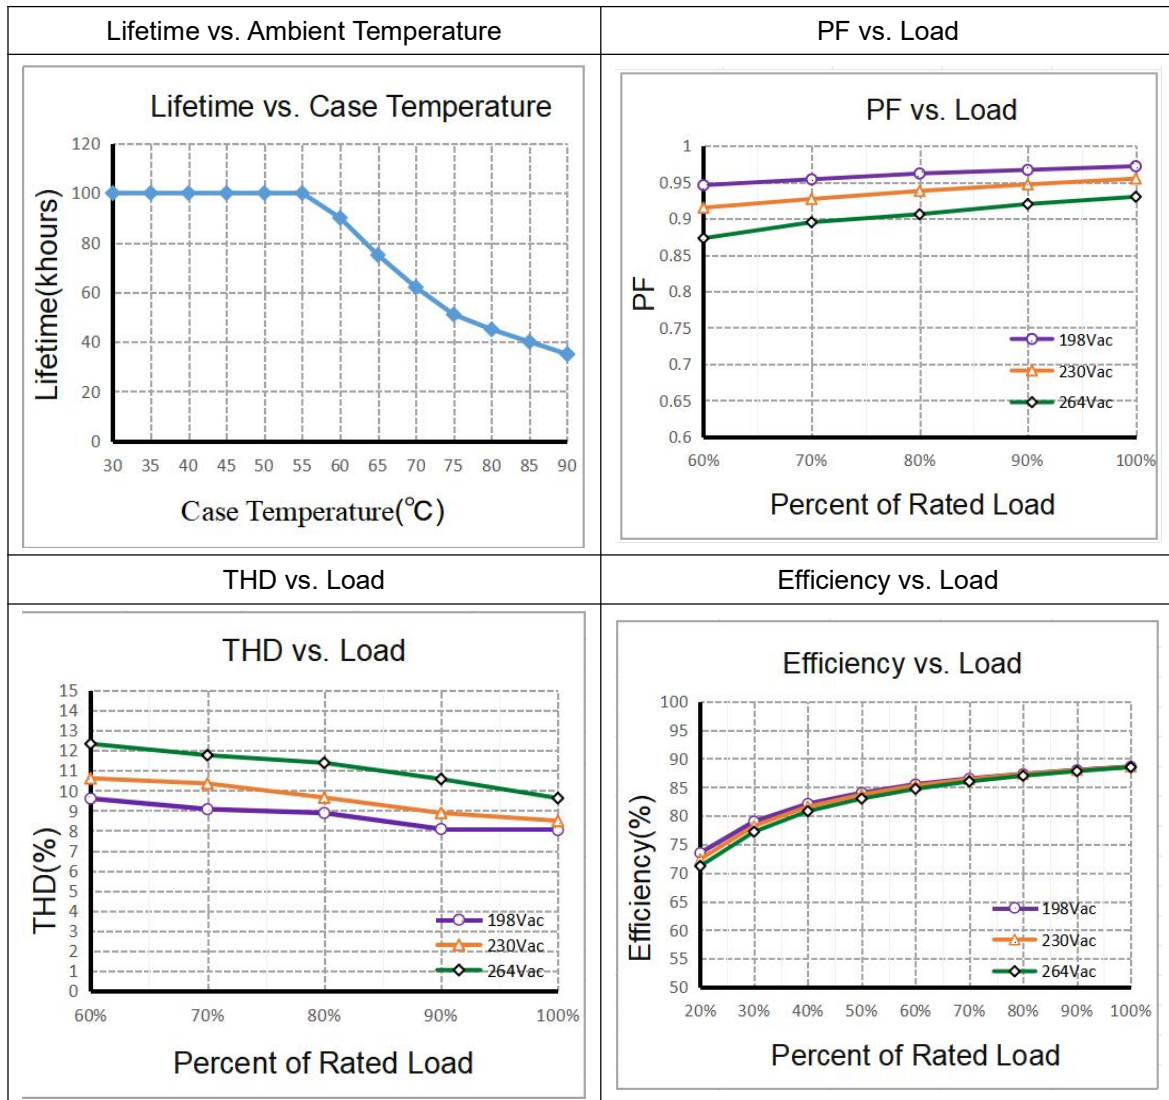 Lifetime vs. Ambient Temperature
PF vs. Load
Lifetime vs. Case Temperature
120
100
80
60
40
20
0
30 35 40 45 50 55 60 65 70 75 80 85 90
Lifetime(khours)
Case Temperature(℃)
PF vs. Load
1
0.95
0.9
0.85
0.8
0.75
0.7
0.65
0.6
60% 70% 80% 90% 100%
PF
198Vac
230Vac
264Vac
Percent of Rated Load
THD vs. Load
Efficiency vs. Load
THD vs. Load
15
14
13
12
11
10
9
8
7
6
5
4
3
2
1
0
60% 70% 80% 90% 100%
THD(%)
198Vac
230Vac
264Vac
Percent of Rated Load
Efficiency vs. Load
100
95
90
85
80
75
70
65
60
55
50
20% 30% 40% 50% 60% 70% 80% 90% 100%
Efficiency(%)
198Vac
230Vac
264Vac
Percent of Rated Load